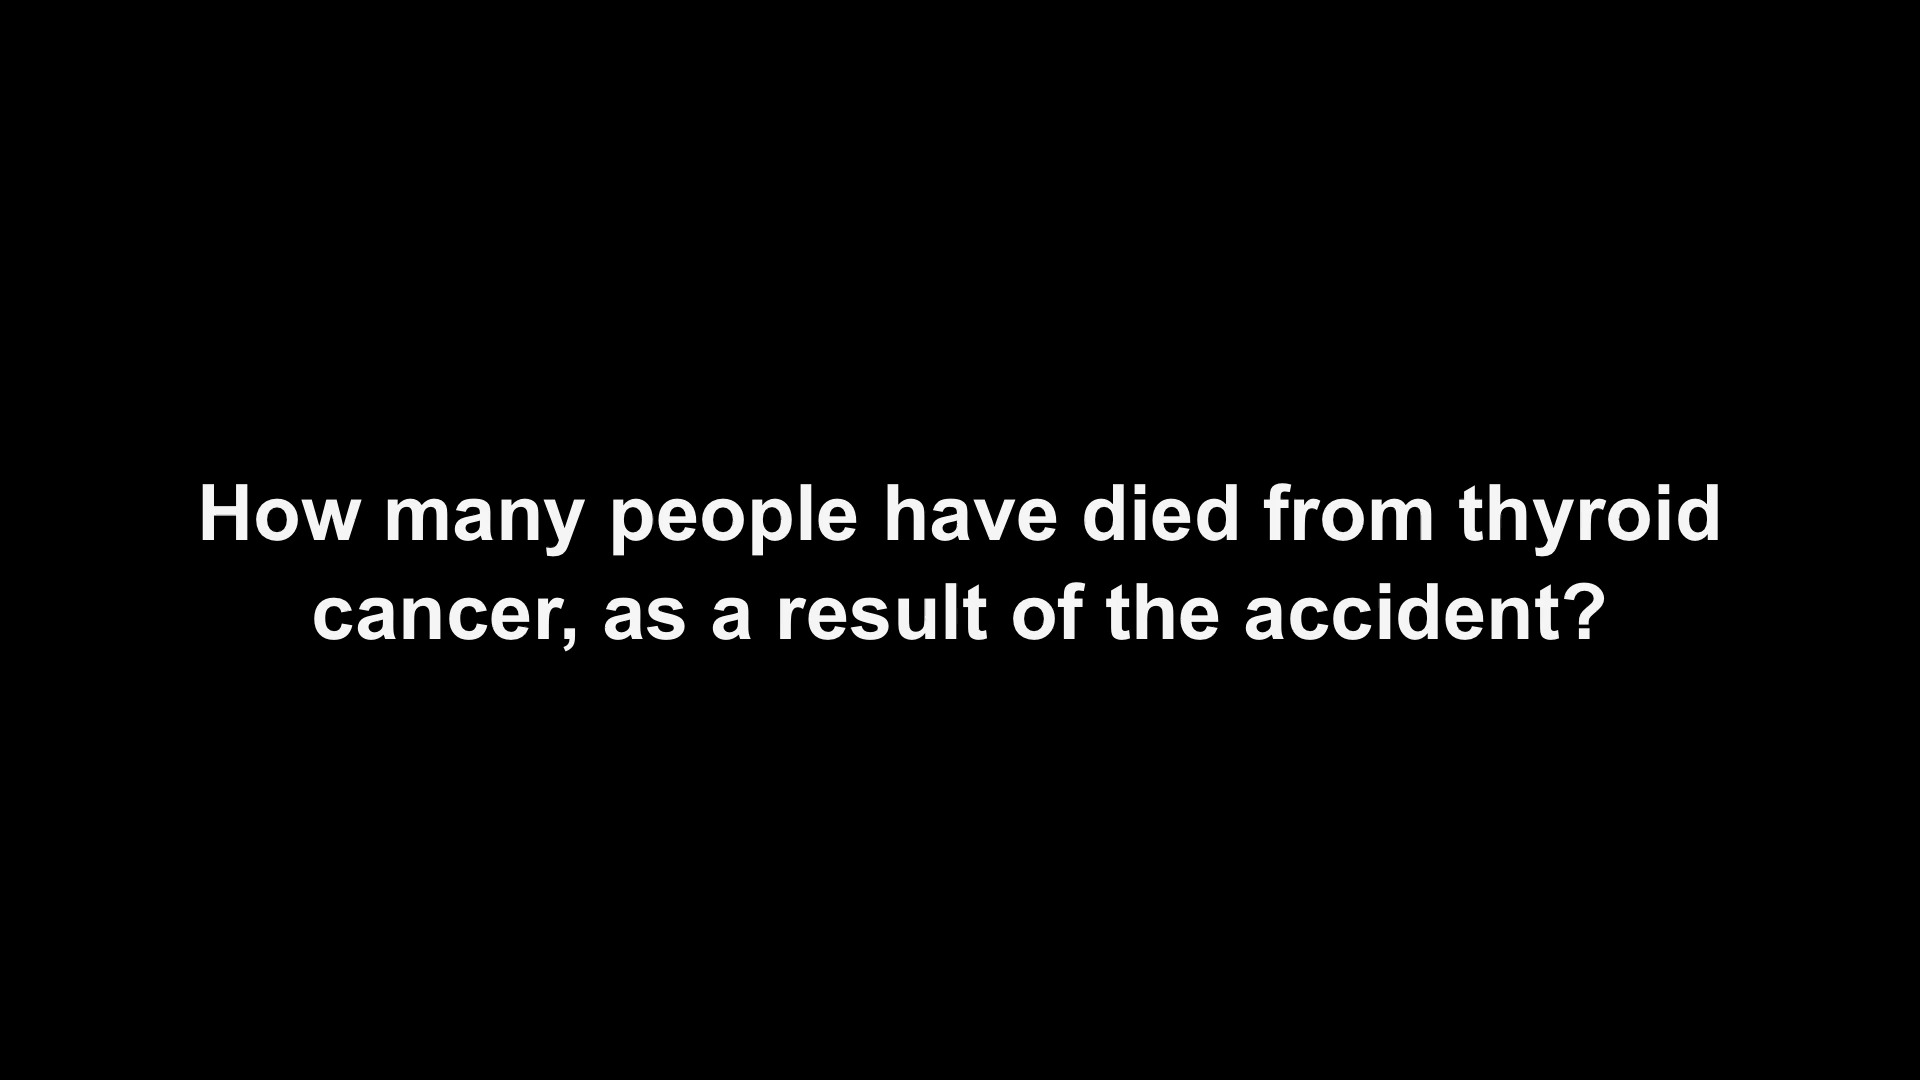 How many people have died from thyroid
cancer, as a result of the accident?